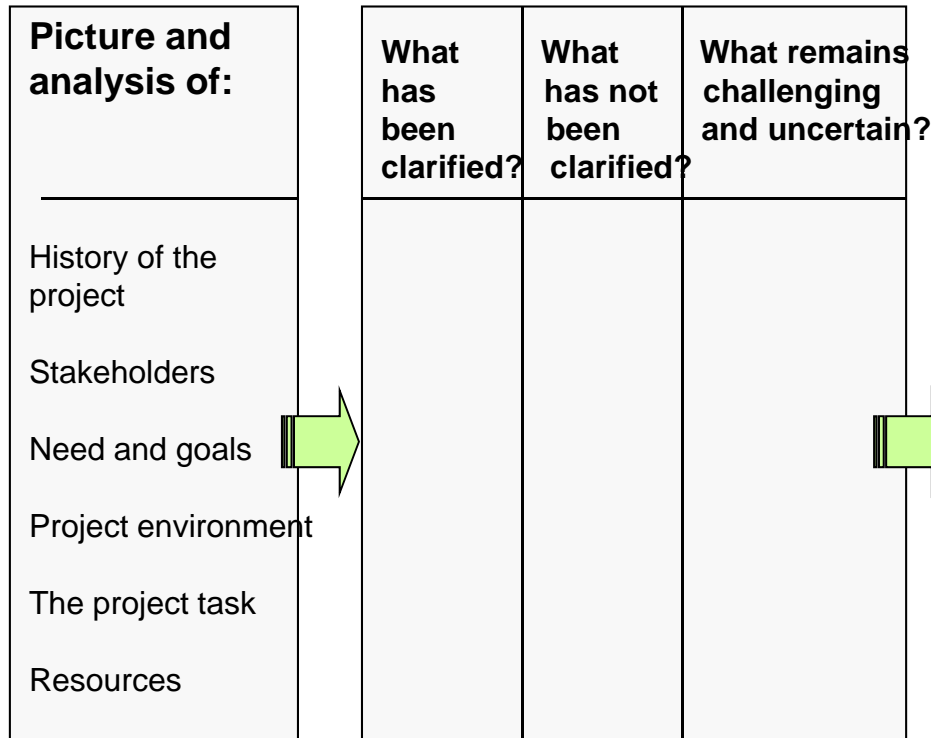 Picture and
analysis of:
History of the
project
Stakeholders
Need and goals
Project environment
The project task
Resources
What
has
been
clarified?
What
has not
been
clarified?
What remains
challenging
and uncertain?